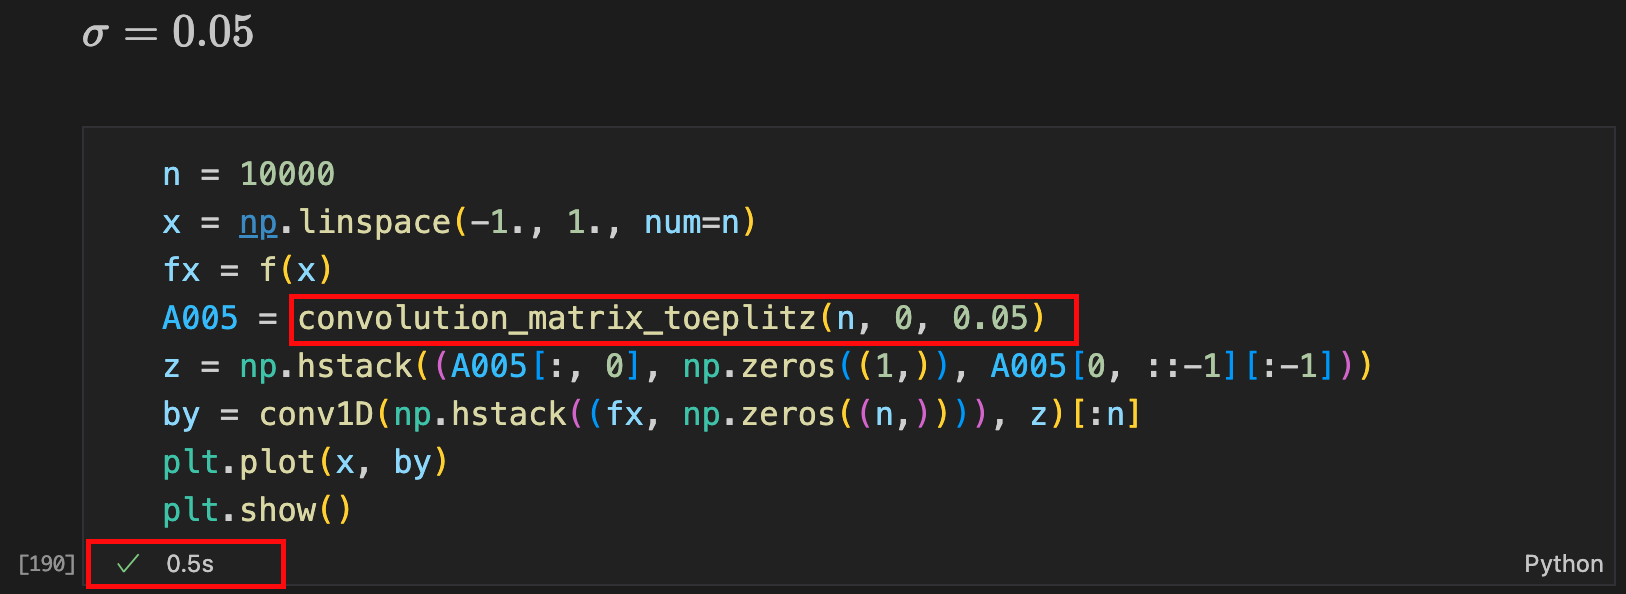 σ = 0.05
n = 10000
x = np.linspace(-1., 1., num=n)
fx = f(x)
A005 = convolution_matrix_toeplitz(n, 0, 0.05)
z = np.hstack((A005[:, 0], np.zeros((1,)), A005[0, ::-1][:-1]))
by = conv1D(np.hstack((fx, np.zeros((n,)))), z)[:n]
plt.plot(x, by)
plt.show()
[190] ✓ 0.5s Python